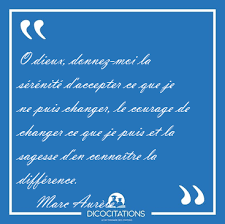 “
O dieux, donnez-moi la
sérénité d'accepter ce que je
ne puis changer, le courage de
changer ce que je puis et la
sagesse d'en connaître la
différence.
Marc Aurèle
”
DICOCITATIONS